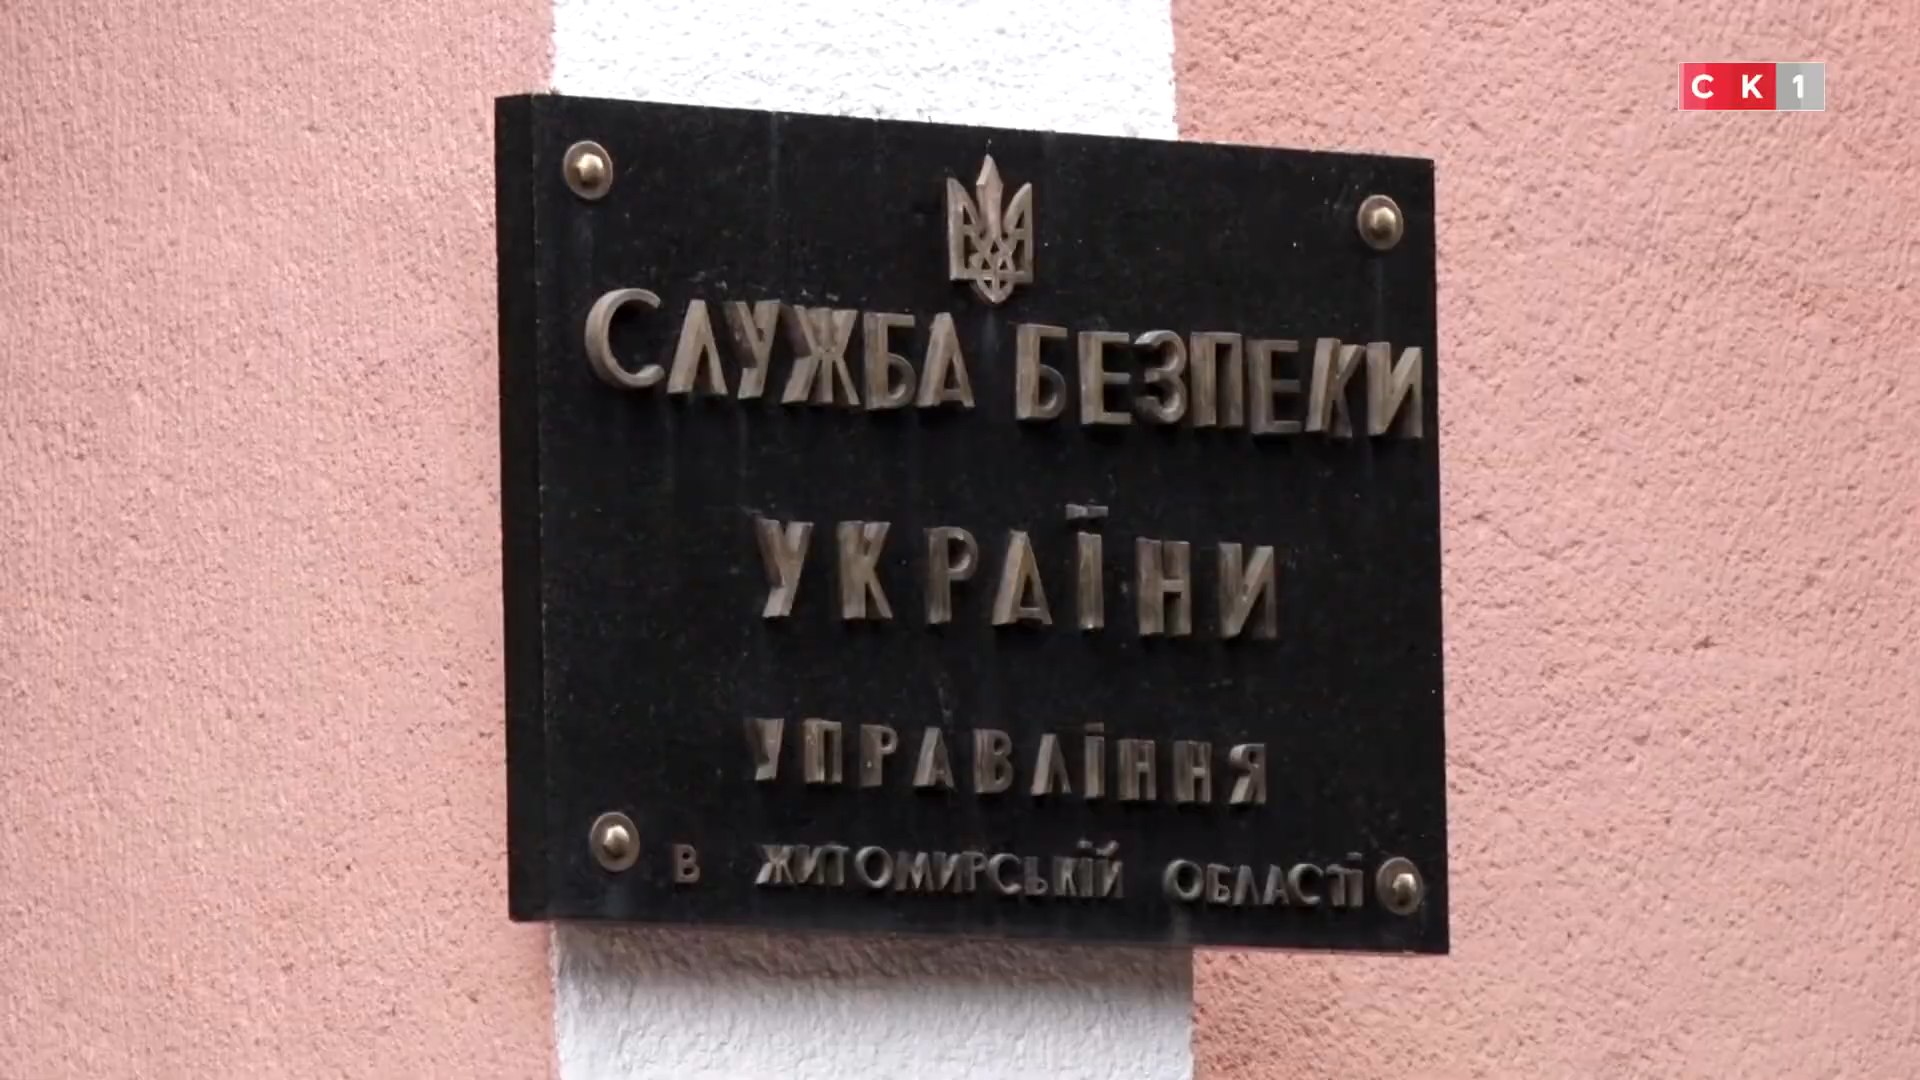 СК1
СЛУЖБА БЕЗПЕКИ
УКРАЇНИ
УПРАВЛІННЯ
В ЖИТОМИРСЬКІЙ ОБЛАСТІ